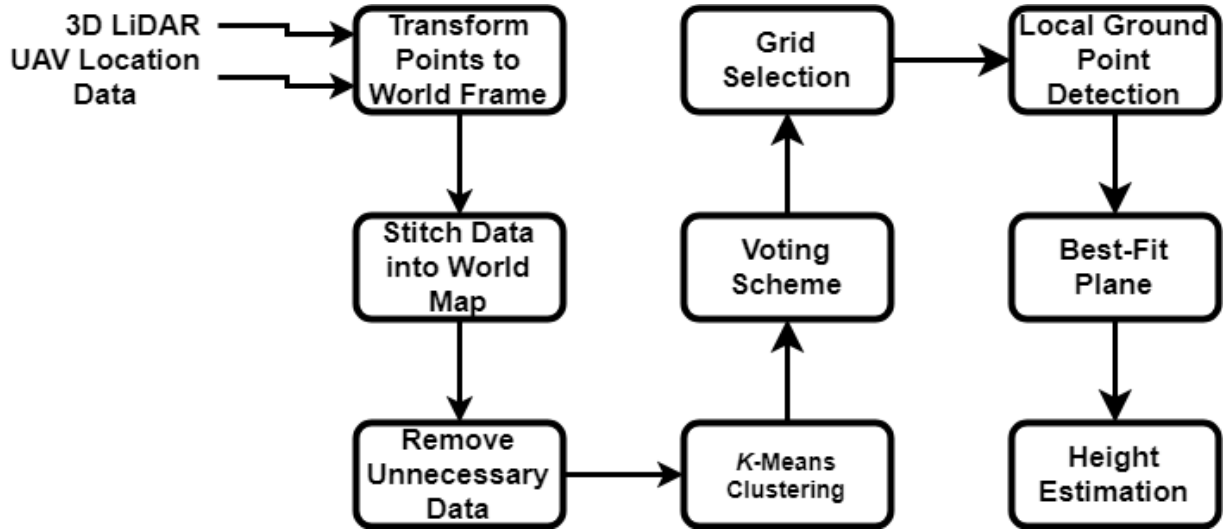 3D LiDAR
UAV Location
Data
Transform
Points to
World Frame
Stitch Data
into World
Map
Remove
Unnecessary
Data
K-Means
Clustering
Voting
Scheme
Grid
Selection
Local Ground
Point
Detection
Best-Fit
Plane
Height
Estimation